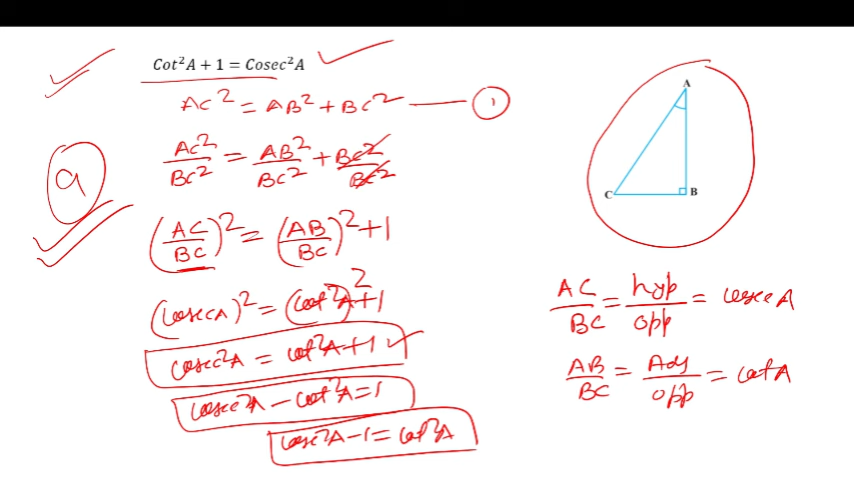 Cot²A + 1 = Cosec²A
AC² = AB² + BC² —— ①
AC²/BC² = AB²/BC² + BC²/BC²
9
(AC/BC)² = (AB/BC)² + 1
(cosecA)² = (cot²A)² + 1
cosec²A = cot²A + 1
cosec²A - cot²A = 1
cosec²A - 1 = cot²A
A
C
B
AC/BC = hyp/opp = cosecA
AB/BC = Adj/opp = cotA